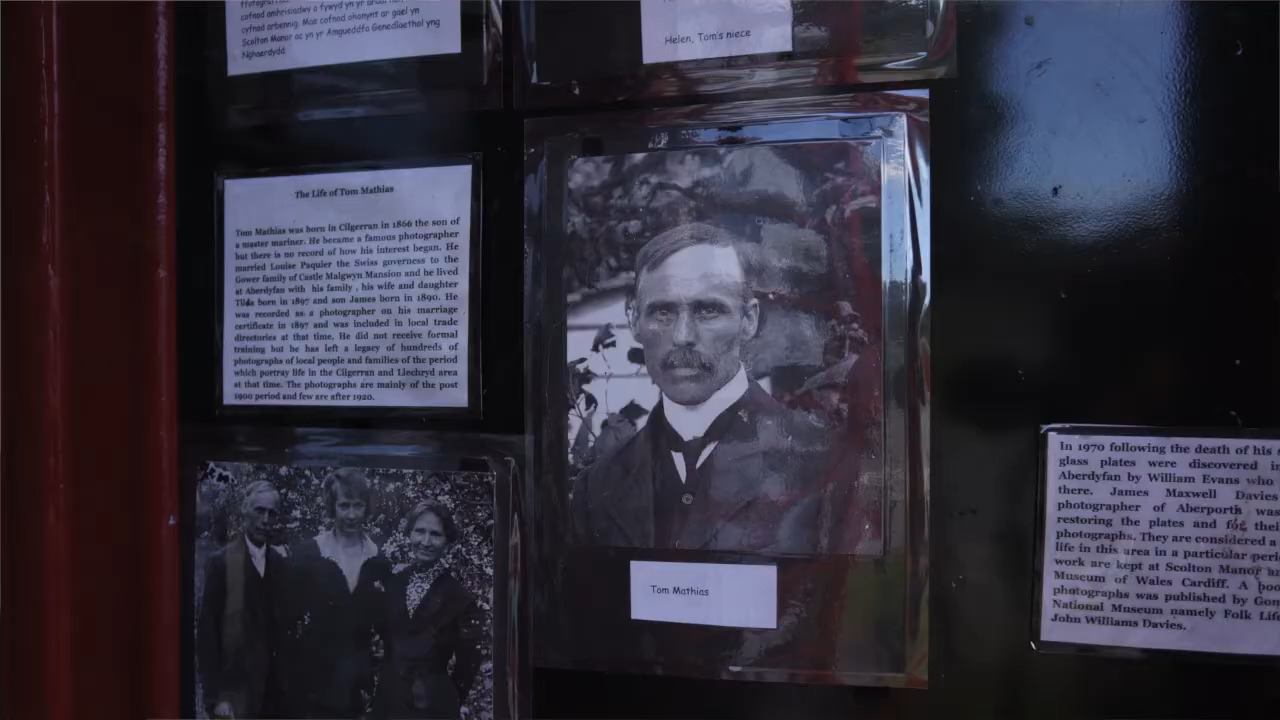 cofnod amhrisiadwy o fywyd yn yr
cyfnod arbennig. Mae cofnod ohonynt ar gael yn
Scolton Manor ac yn yr Amgueddfa Genedlaethol yng
Nghaerdydd.
Helen, Tom's niece
The Life of Tom Mathias
Tom Mathias was born in Cilgerran in 1866 the son of
a master mariner. He became a famous photographer
but there is no record of how his interest began. He
married Louise Paquier the Swiss governess to the
Gower family of Castle Malgwyn Mansion and he lived
at Aberdyfan with his family , his wife and daughter
Tilda born in 1897 and son James born in 1890. He
was recorded as a photographer on his marriage
certificate in 1897 and was included in local trade
directories at that time. He did not receive formal
training but he has left a legacy of hundreds of
photographs of local people and families of the period
which portray life in the Cilgerran and Llechryd area
at that time. The photographs are mainly of the post
1900 period and few are after 1920.
Tom Mathias
In 1970 following the death of his
glass plates were discovered in
Aberdyfan by William Evans who
there. James Maxwell Davies
photographer of Aberporth was
restoring the plates and for their
photographs. They are considered a
life in this area in a particular
work are kept at Scolton Manor
Museum of Wales Cardiff. A
photographs was published by
National Museum namely Folk Life
John Williams Davies.